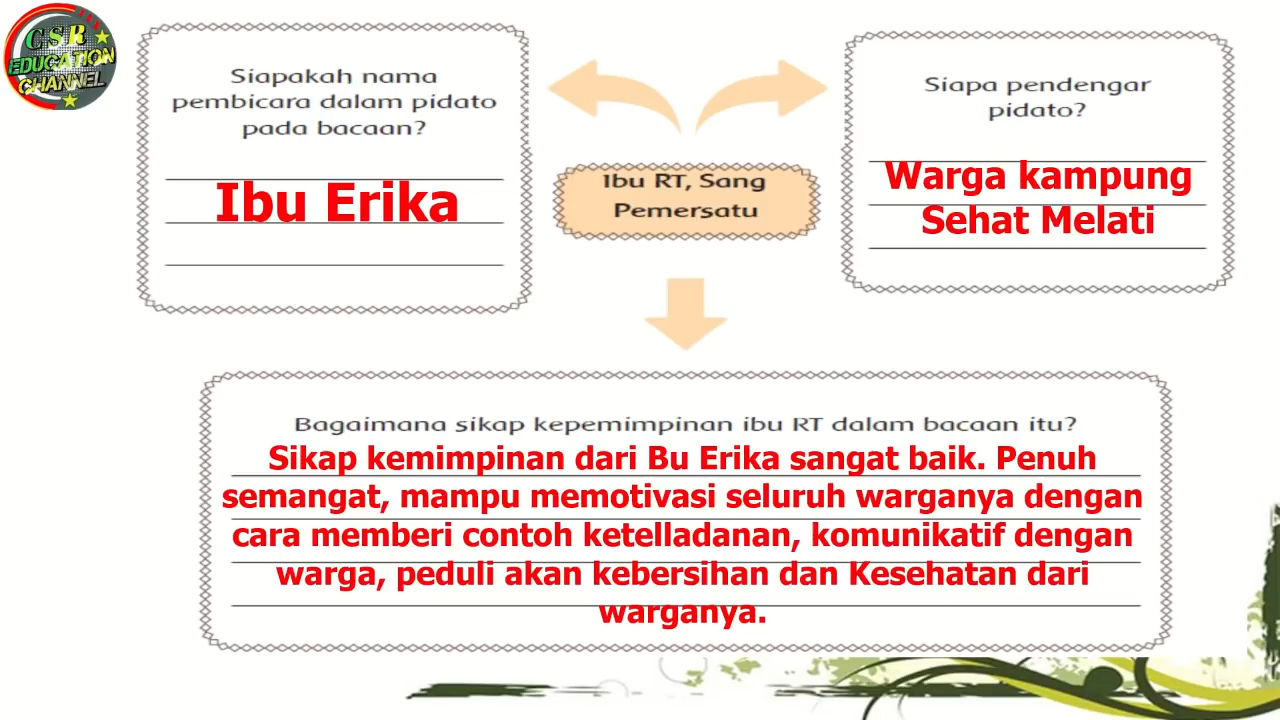 CSB
EDUCATION
CHANNEL
Siapakah nama
pembicara dalam pidato
pada bacaan?
Ibu Erika
Ibu RT, Sang
Pemersatu
Siapa pendengar
pidato?
Warga kampung
Sehat Melati
Bagaimana sikap kepemimpinan ibu RT dalam bacaan itu?
Sikap kemimpinan dari Bu Erika sangat baik. Penuh
semangat, mampu memotivasi seluruh warganya dengan
cara memberi contoh ketelladanan, komunikatif dengan
warga, peduli akan kebersihan dan Kesehatan dari
warganya.